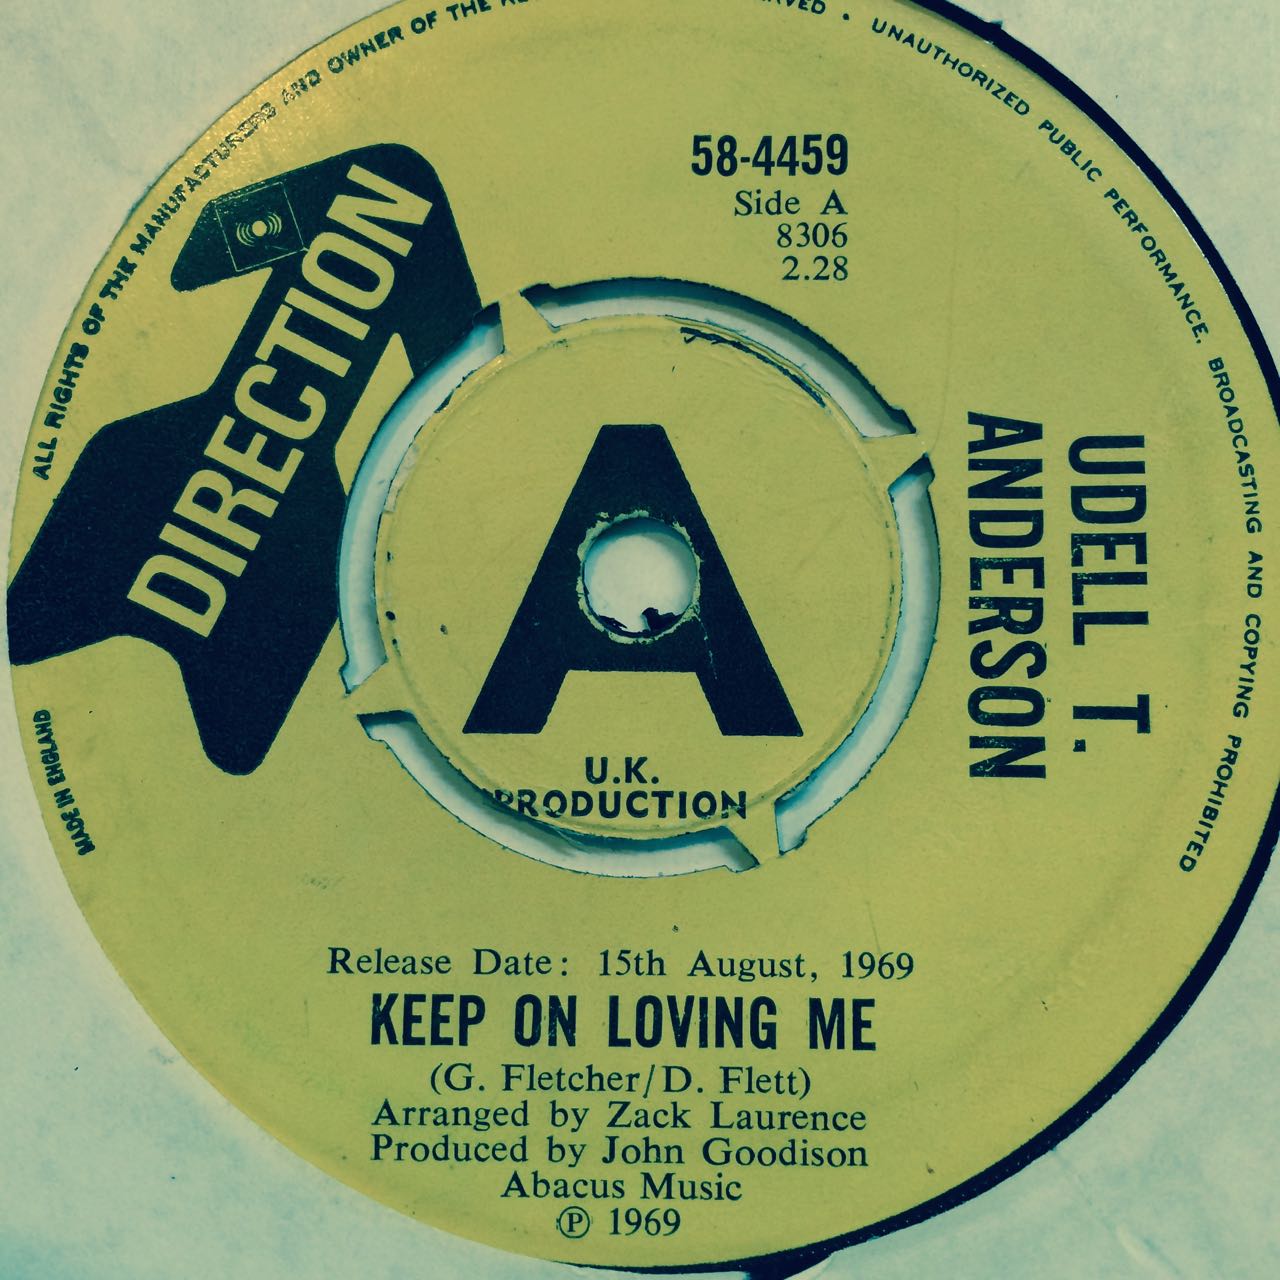 ALL RIGHTS OF THE MANUFACTURERS AND OWNER OF THE
UNAUTHORIZED PUBLIC PERFORMANCE, BROADCASTING AND COPYING PROHIBITED
DIRECTION
58-4459
Side A
8306
2.28
UDELL T.
ANDERSON
A
U.K.
PRODUCTION
MADE IN ENGLAND
Release Date: 15th August, 1969
KEEP ON LOVING ME
(G. Fletcher/D. Flett)
Arranged by Zack Laurence
Produced by John Goodison
Abacus Music
℗ 1969